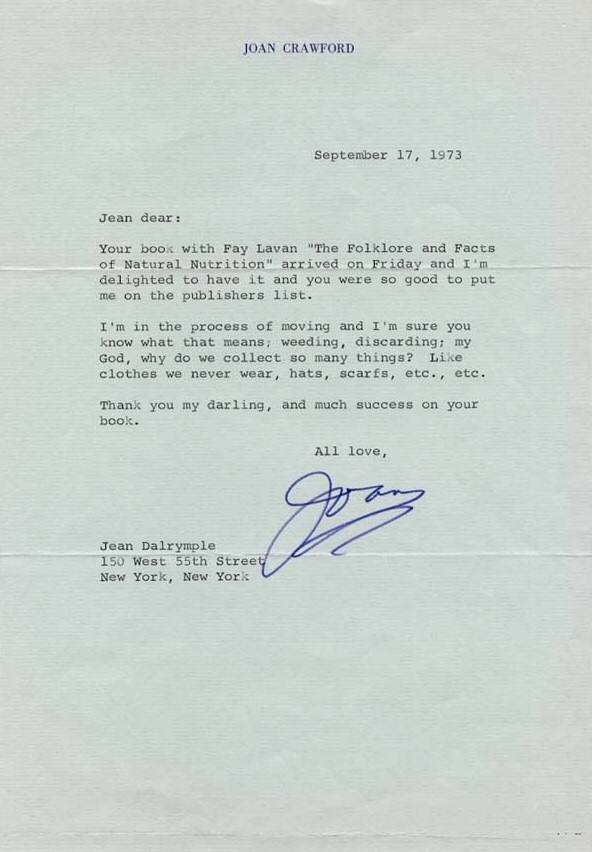 JOAN CRAWFORD
September 17, 1973
Jean dear:
Your book with Fay Lavan "The Folklore and Facts
of Natural Nutrition" arrived on Friday and I'm
delighted to have it and you were so good to put
me on the publishers list.
I'm in the process of moving and I'm sure you
know what that means; weeding, discarding; my
God, why do we collect so many things? Like
clothes we never wear, hats, scarfs, etc., etc.
Thank you my darling, and much success on your
book.
All love,
Joan
Jean Dalrymple
150 West 55th Street
New York, New York